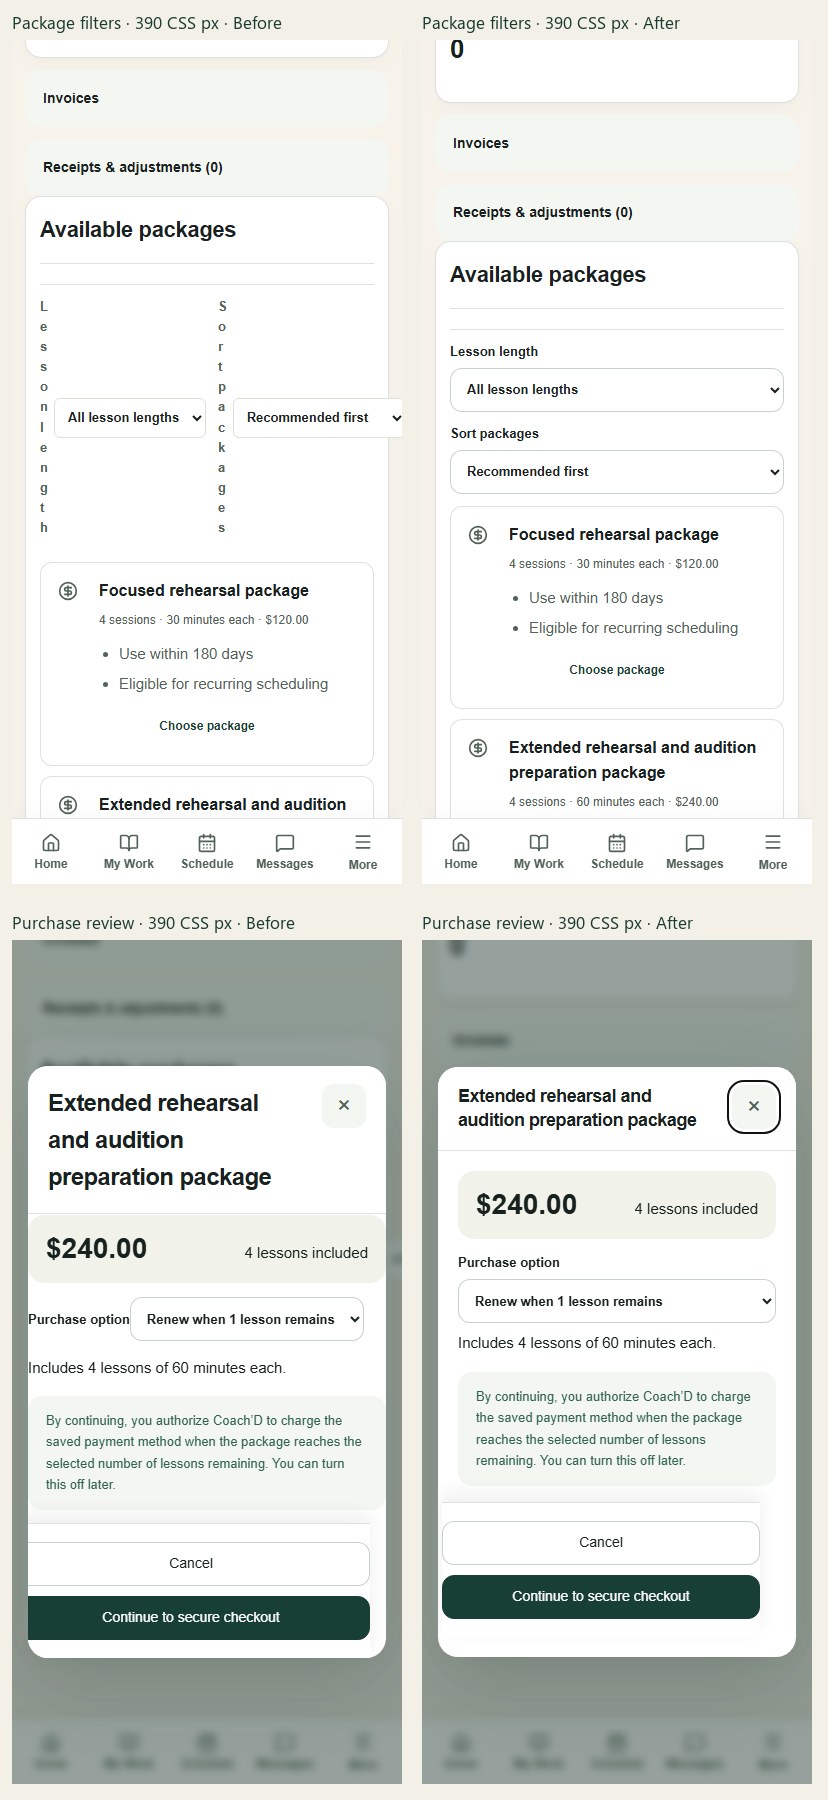 Package filters · 390 CSS px · Before
Invoices
Receipts & adjustments (0)
Available packages
Lesson length
All lesson lengths
Sort packages
Recommended first
Focused rehearsal package
4 sessions · 30 minutes each · $120.00
Use within 180 days
Eligible for recurring scheduling
Choose package
Extended rehearsal and audition
Home
My Work
Schedule
Messages
More
Package filters · 390 CSS px · After
0
Invoices
Receipts & adjustments (0)
Available packages
Lesson length
All lesson lengths
Sort packages
Recommended first
Focused rehearsal package
4 sessions · 30 minutes each · $120.00
Use within 180 days
Eligible for recurring scheduling
Choose package
Extended rehearsal and audition
preparation package
4 sessions · 60 minutes each · $240.00
Home
My Work
Schedule
Messages
More
Purchase review · 390 CSS px · Before
Extended rehearsal
and audition
preparation package
$240.00
4 lessons included
Purchase option
Renew when 1 lesson remains
Includes 4 lessons of 60 minutes each.
By continuing, you authorize Coach'D to charge the
saved payment method when the package reaches the
selected number of lessons remaining. You can turn
this off later.
Cancel
Continue to secure checkout
Purchase review · 390 CSS px · After
Extended rehearsal and
audition preparation package
$240.00
4 lessons included
Purchase option
Renew when 1 lesson remains
Includes 4 lessons of 60 minutes each.
By continuing, you authorize Coach'D to charge
the saved payment method when the package
reaches the selected number of lessons
remaining. You can turn this off later.
Cancel
Continue to secure checkout